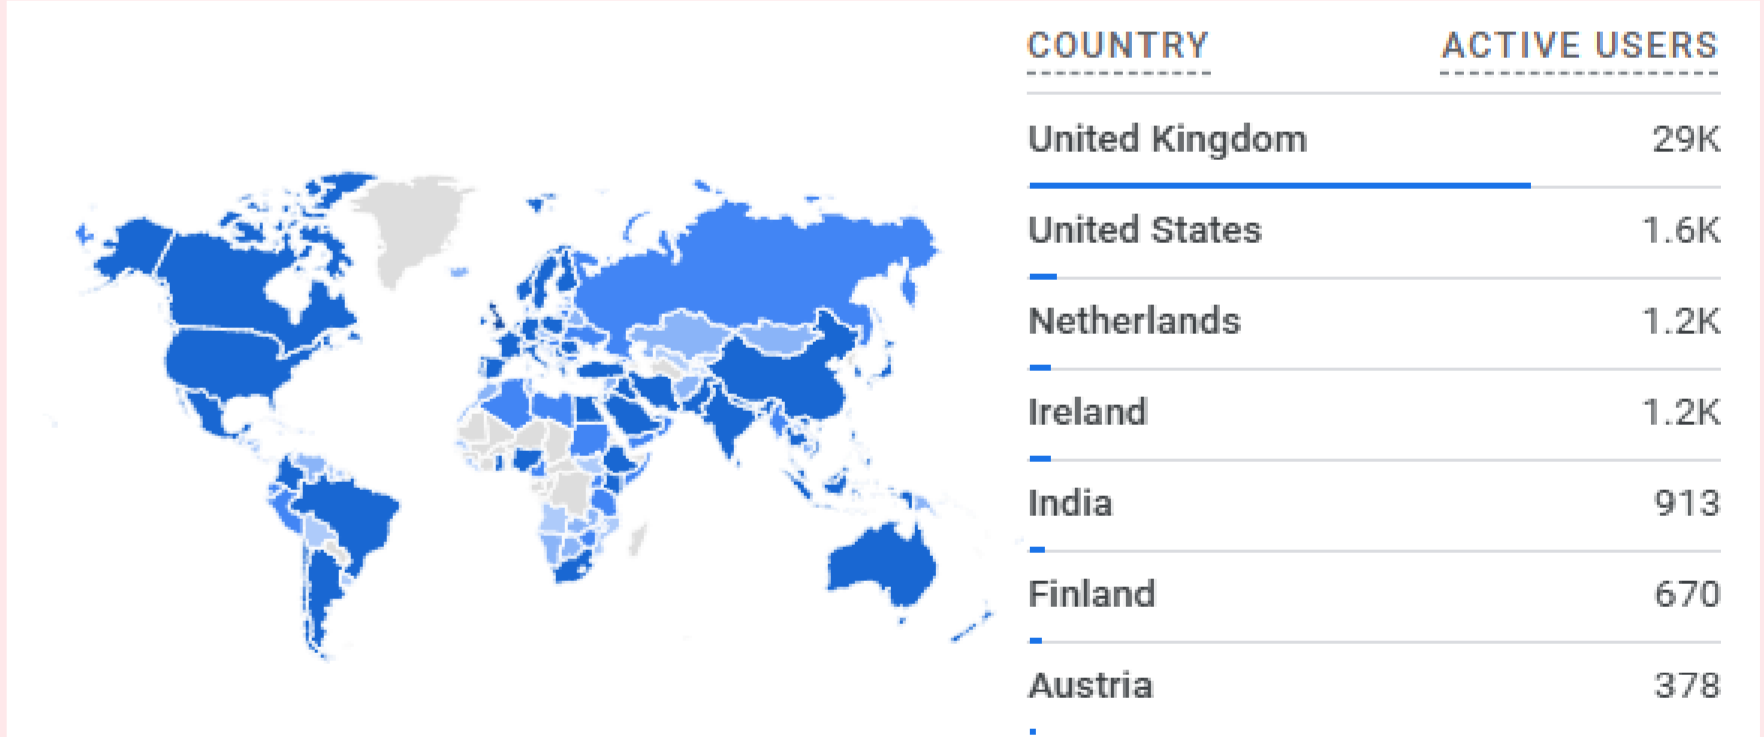 COUNTRY ACTIVE USERS
United Kingdom 29K
United States 1.6K
Netherlands 1.2K
Ireland 1.2K
India 913
Finland 670
Austria 378